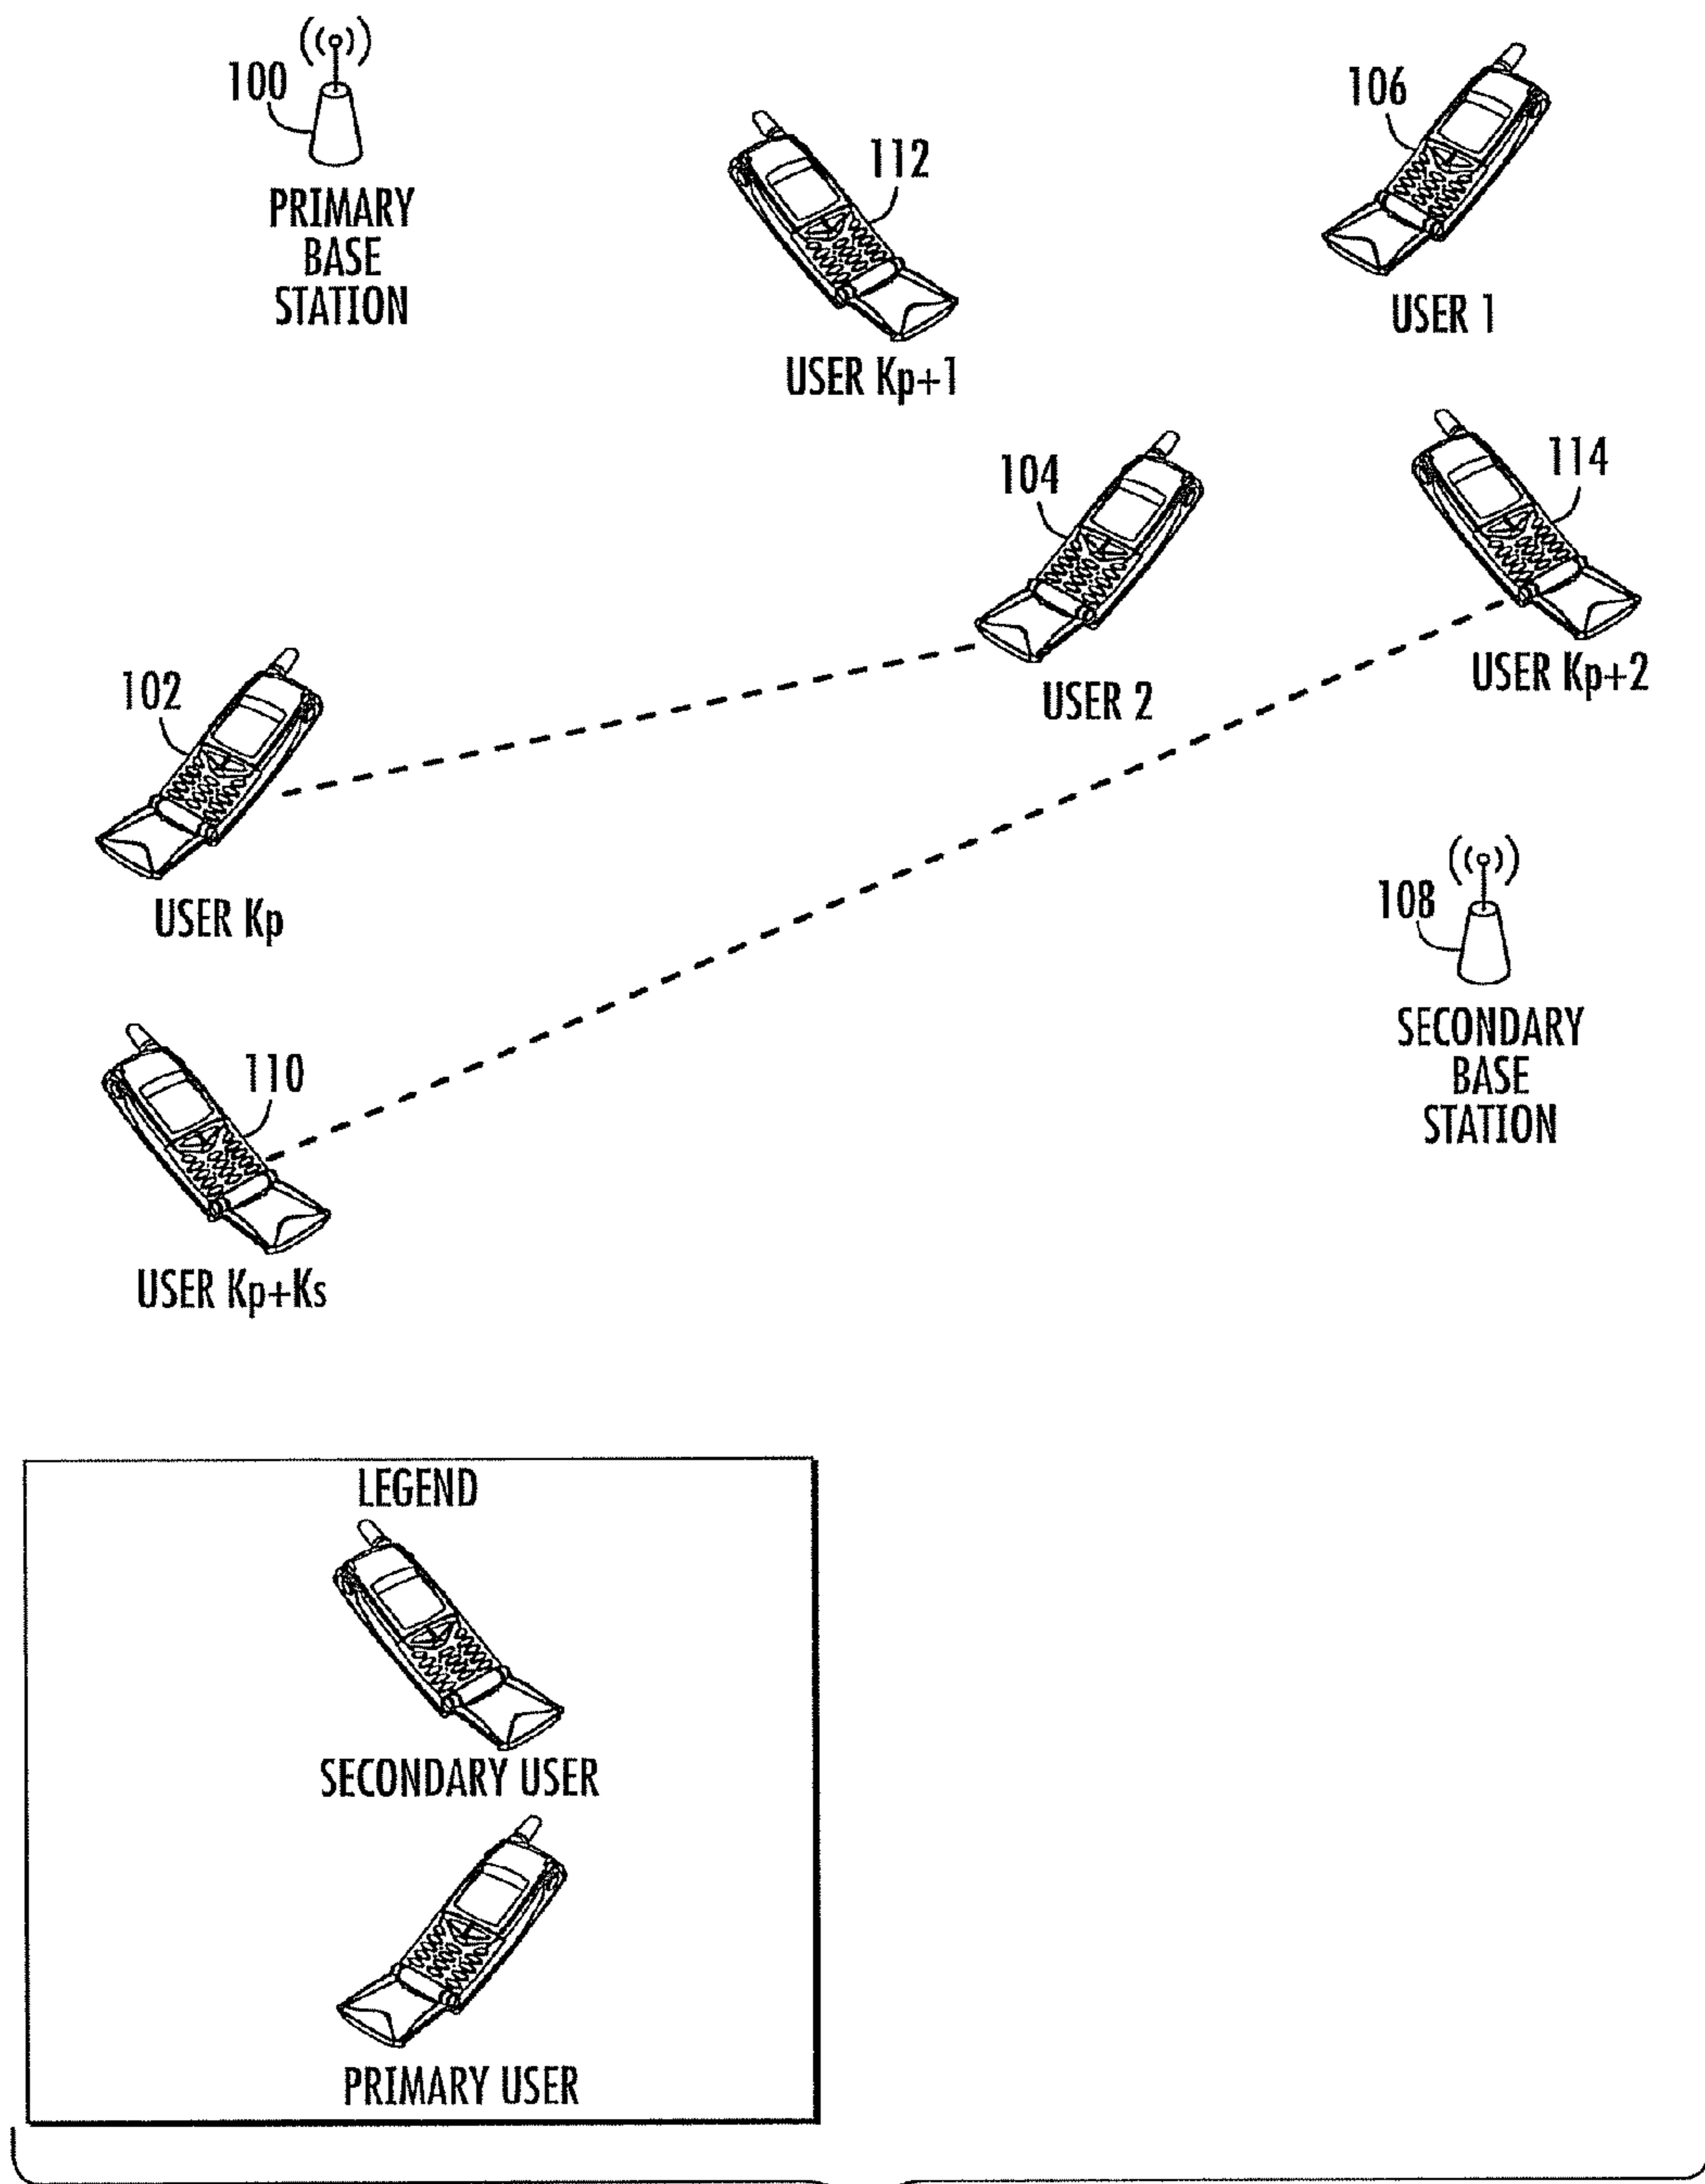 100
PRIMARY
BASE
STATION
112
USER Kp+1
106
USER 1
104
USER 2
114
USER Kp+2
102
USER Kp
108
SECONDARY
BASE
STATION
110
USER Kp+Ks
LEGEND
SECONDARY USER
PRIMARY USER